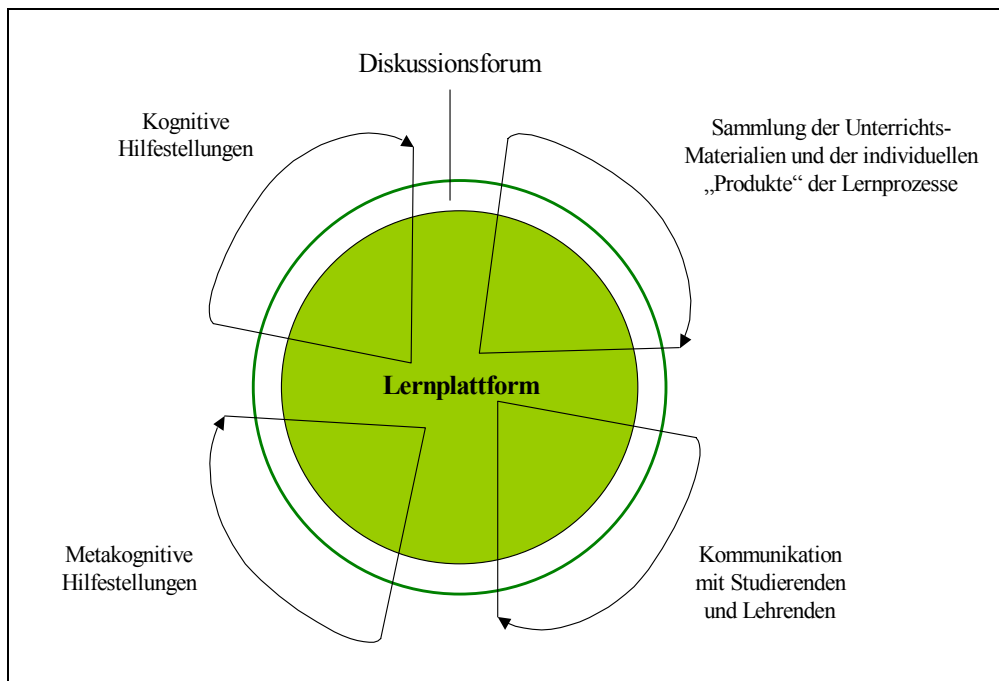 Diskussionsforum
Kognitive
Hilfestellungen
Sammlung der Unterrichts-
Materialien und der individuellen
„Produkte“ der Lernprozesse
Lernplattform
Metakognitive
Hilfestellungen
Kommunikation
mit Studierenden
und Lehrenden